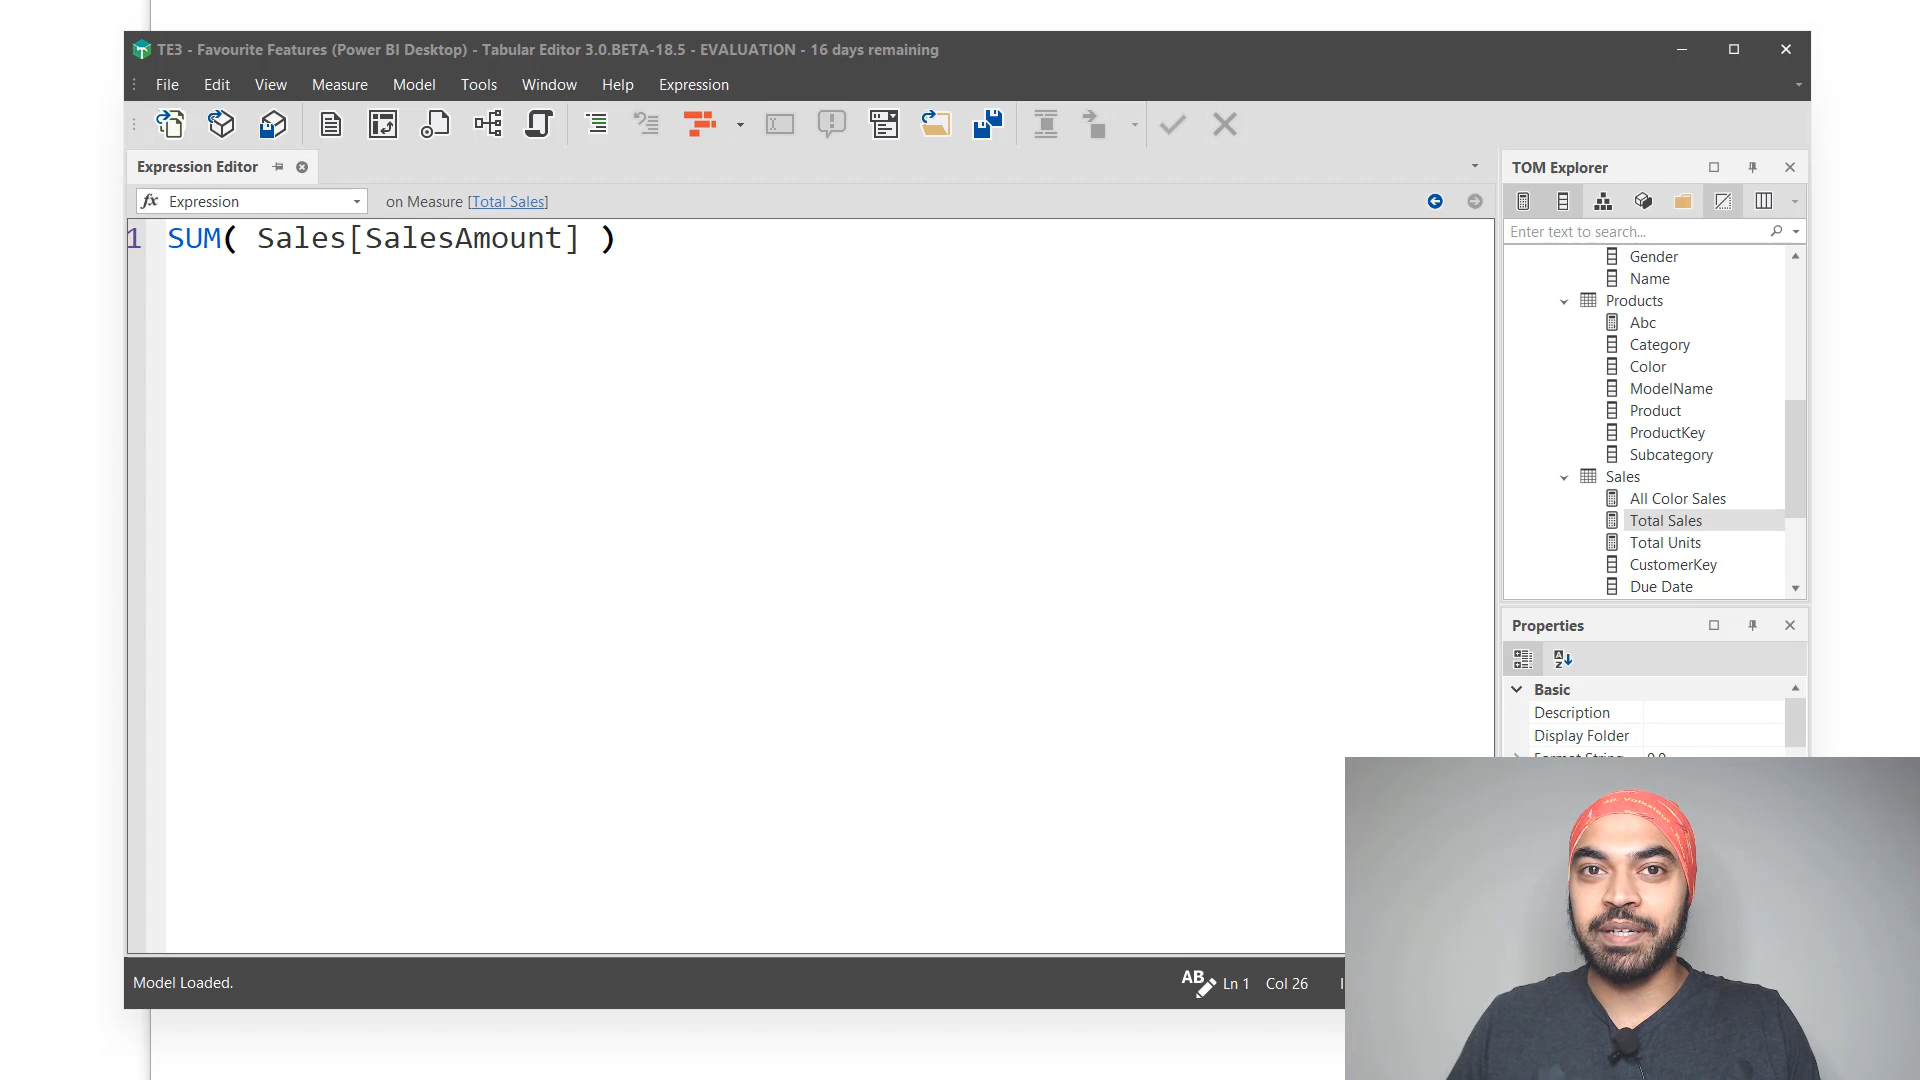 TE3 - Favourite Features (Power BI Desktop) - Tabular Editor 3.0.BETA-18.5 - EVALUATION - 16 days remaining
File Edit View Measure Model Tools Window Help Expression
Expression Editor
fx Expression on Measure [Total Sales]
1 SUM( Sales[SalesAmount] )
TOM Explorer
Enter text to search...
Gender
Name
Products
Abc
Category
Color
ModelName
Product
ProductKey
Subcategory
Sales
All Color Sales
Total Sales
Total Units
CustomerKey
Due Date
Properties
Basic
Description
Display Folder
Model Loaded.
AB Ln 1 Col 26